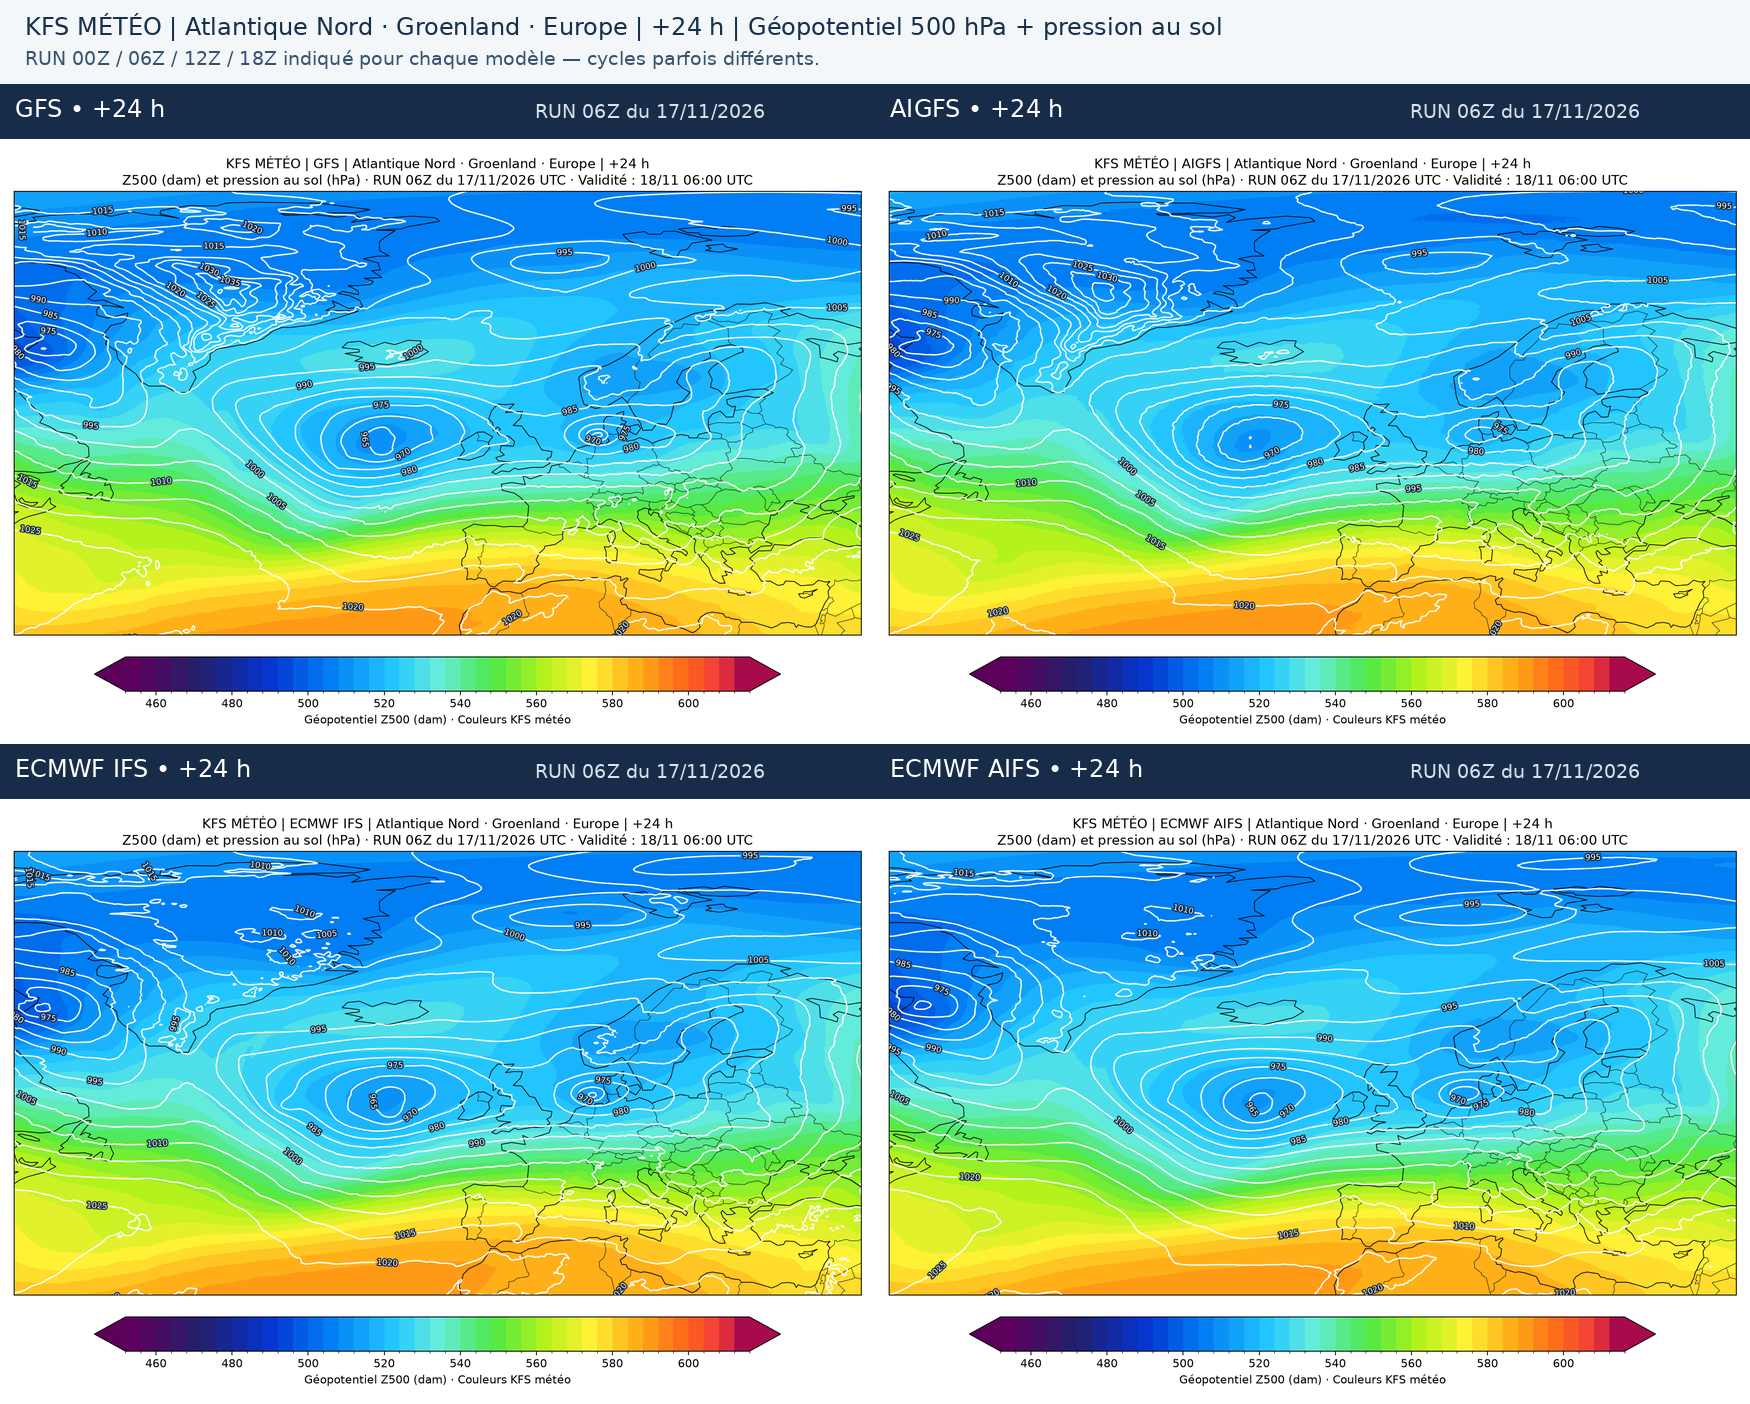 KFS MÉTÉO | Atlantique Nord · Groenland · Europe | +24 h | Géopotentiel 500 hPa + pression au sol
RUN 00Z / 06Z / 12Z / 18Z indiqué pour chaque modèle — cycles parfois différents.
GFS • +24 h RUN 06Z du 17/11/2026
KFS MÉTÉO | GFS | Atlantique Nord · Groenland · Europe | +24 h
Z500 (dam) et pression au sol (hPa) · RUN 06Z du 17/11/2026 UTC · Validité : 18/11 06:00 UTC
460 480 500 520 540 560 580 600
Géopotentiel Z500 (dam) · Couleurs KFS météo
AIGFS • +24 h RUN 06Z du 17/11/2026
KFS MÉTÉO | AIGFS | Atlantique Nord · Groenland · Europe | +24 h
Z500 (dam) et pression au sol (hPa) · RUN 06Z du 17/11/2026 UTC · Validité : 18/11 06:00 UTC
460 480 500 520 540 560 580 600
Géopotentiel Z500 (dam) · Couleurs KFS météo
ECMWF IFS • +24 h RUN 06Z du 17/11/2026
KFS MÉTÉO | ECMWF IFS | Atlantique Nord · Groenland · Europe | +24 h
Z500 (dam) et pression au sol (hPa) · RUN 06Z du 17/11/2026 UTC · Validité : 18/11 06:00 UTC
460 480 500 520 540 560 580 600
Géopotentiel Z500 (dam) · Couleurs KFS météo
ECMWF AIFS • +24 h RUN 06Z du 17/11/2026
KFS MÉTÉO | ECMWF AIFS | Atlantique Nord · Groenland · Europe | +24 h
Z500 (dam) et pression au sol (hPa) · RUN 06Z du 17/11/2026 UTC · Validité : 18/11 06:00 UTC
460 480 500 520 540 560 580 600
Géopotentiel Z500 (dam) · Couleurs KFS météo